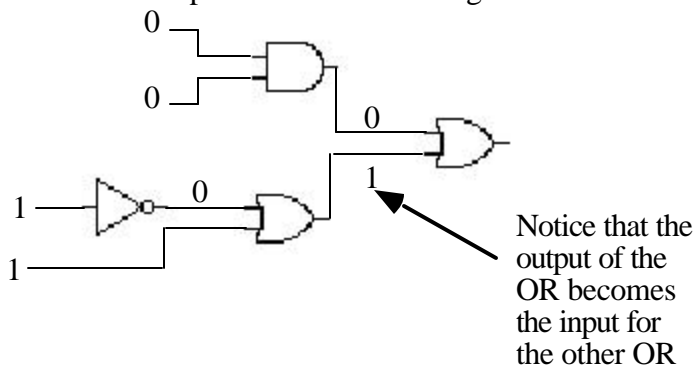 0
0
0
1
0
1
1
Notice that the
output of the
OR becomes
the input for
the other OR